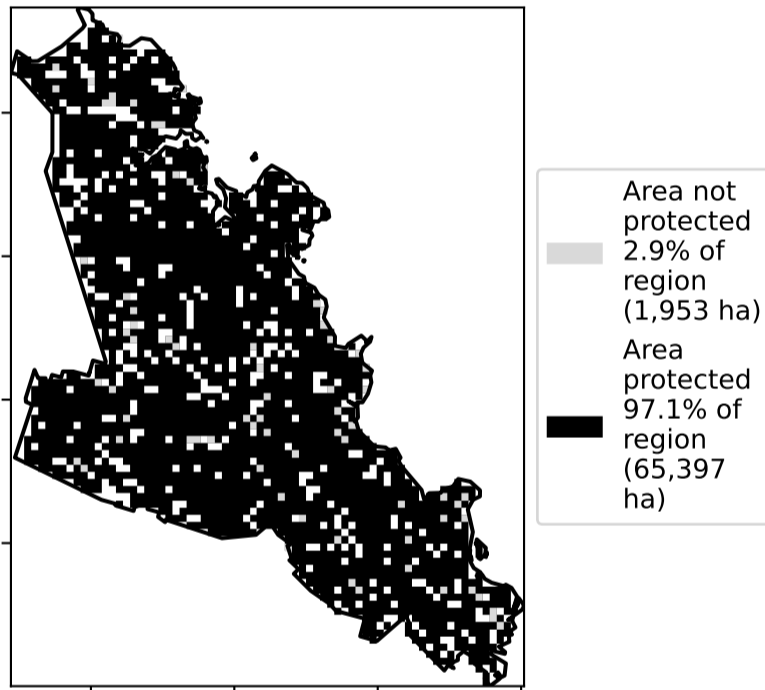 Area not
protected
2.9% of
region
(1,953 ha)
Area
protected
97.1% of
region
(65,397
ha)